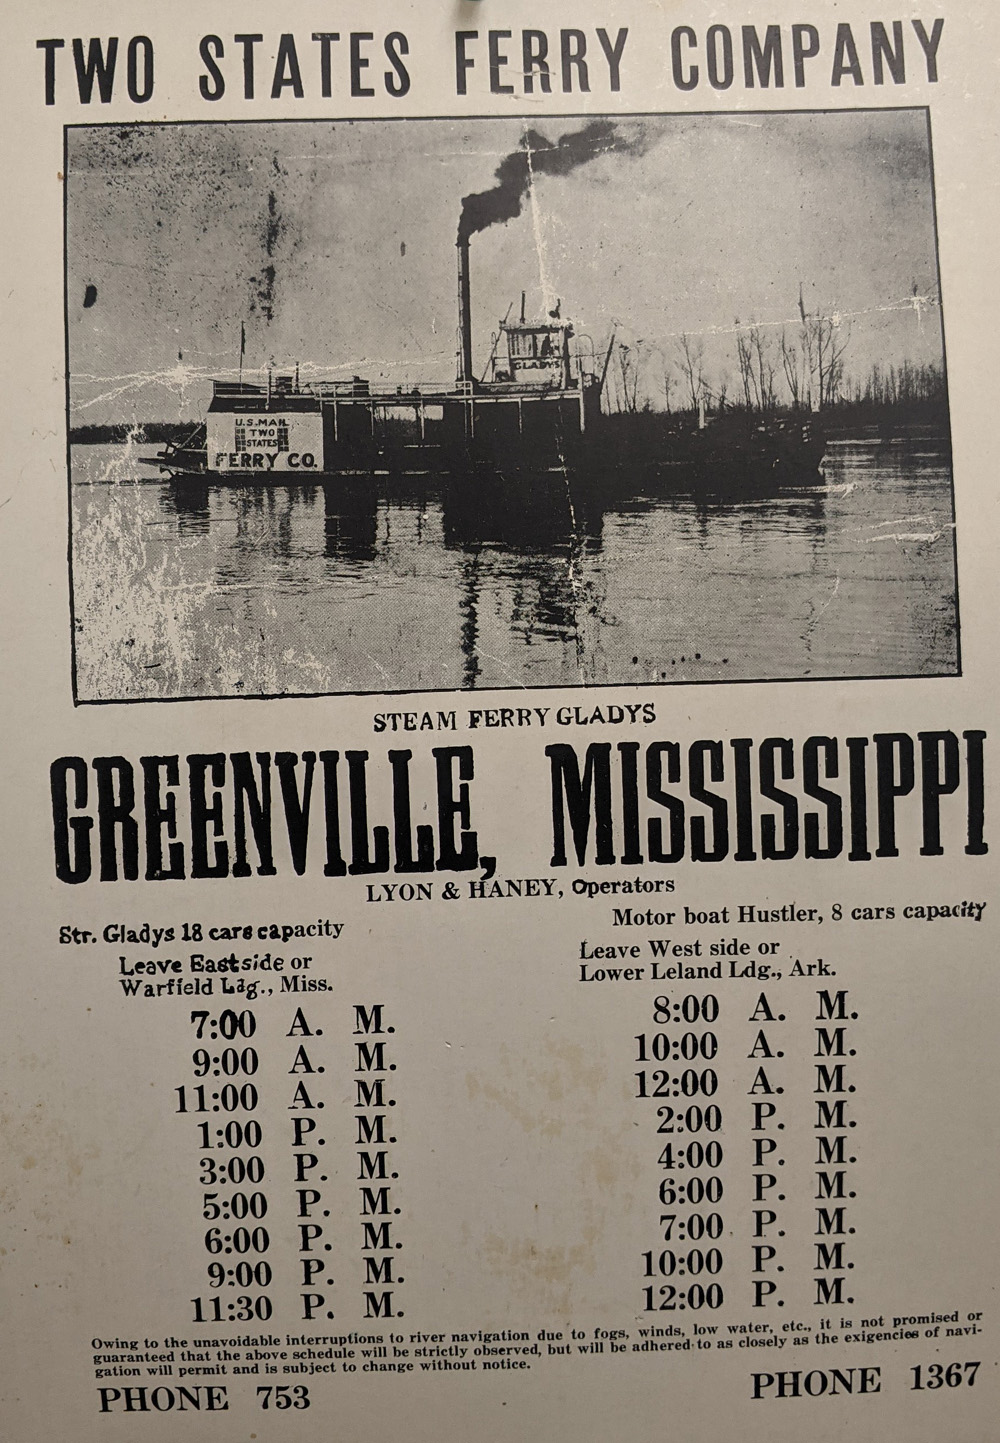 TWO STATES FERRY COMPANY
GLADYS
U.S. MAIL
TWO
STATES
FERRY CO.
STEAM FERRY GLADYS
GREENVILLE, MISSISSIPPI
LYON & HANEY, Operators
Str. Gladys 18 cars capacity
Leave East side or
Warfield Ldg., Miss.
7:00 A. M.
9:00 A. M.
11:00 A. M.
1:00 P. M.
3:00 P. M.
5:00 P. M.
6:00 P. M.
9:00 P. M.
11:30 P. M.
Motor boat Hustler, 8 cars capacity
Leave West side or
Lower Leland Ldg., Ark.
8:00 A. M.
10:00 A. M.
12:00 A. M.
2:00 P. M.
4:00 P. M.
6:00 P. M.
7:00 P. M.
10:00 P. M.
12:00 P. M.
Owing to the unavoidable interruptions to river navigation due to fogs, winds, low water, etc., it is not promised or
guaranteed that the above schedule will be strictly observed, but will be adhered to as closely as the exigencies of navi-
gation will permit and is subject to change without notice.
PHONE 753
PHONE 1367